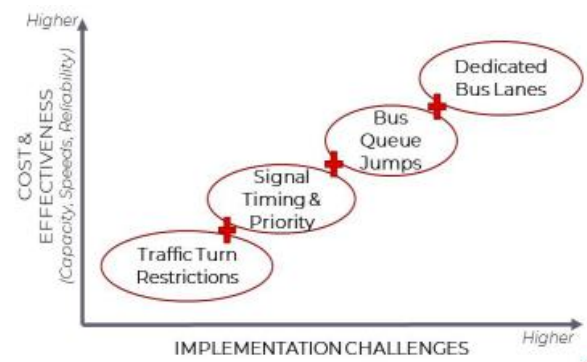 Higher
COST &
EFFECTIVENESS
(Capacity, Speeds, Reliability)
Dedicated
Bus Lanes
Bus
Queue
Jumps
Signal
Timing &
Priority
Traffic Turn
Restrictions
Higher
IMPLEMENTATION CHALLENGES